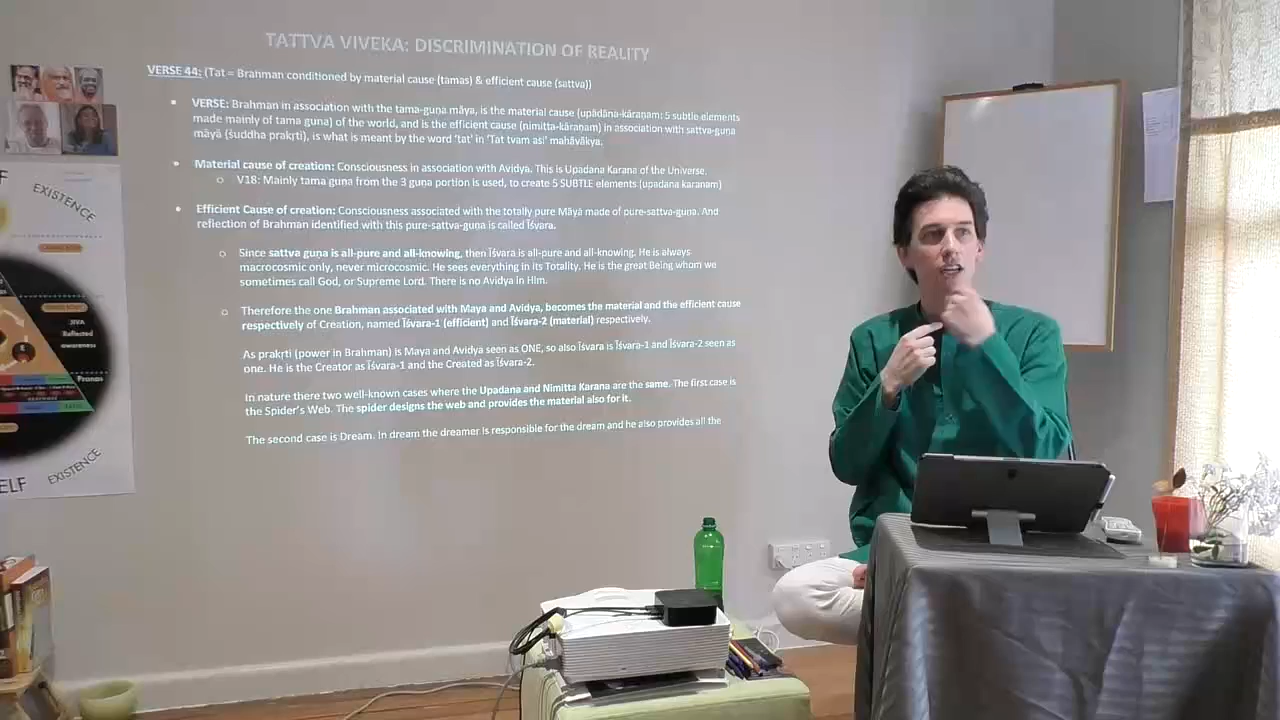 TATTVA VIVEKA: DISCRIMINATION OF REALITY
VERSE 44: (Tat = Brahman conditioned by material cause (tamas) & efficient cause (sattva))
• VERSE: Brahman in association with the tama-guṇa māya, is the material cause (upādāna-kāraṇam: 5 subtle elements
made mainly of tama guna) of the world, and is the efficient cause (nimitta-kāraṇam) in association with sattva-guṇa
māyā (śuddha prakṛti), is what is meant by the word 'tat' in 'Tat tvam asi' mahāvākya.
• Material cause of creation: Consciousness in association with Avidya. This is Upadana Karana of the Universe.
o V18: Mainly tama guna from the 3 guna portion is used, to create 5 SUBTLE elements (upadana karanam)
• Efficient Cause of creation: Consciousness associated with the totally pure Māyā made of pure-sattva-guṇa. And
reflection of Brahman identified with this pure-sattva-guṇa is called Īśvara.
o Since sattva guṇa is all-pure and all-knowing, then Īśvara is all-pure and all-knowing. He is always
macrocosmic only, never microcosmic. He sees everything in its Totality. He is the great Being whom we
sometimes call God, or Supreme Lord. There is no Avidya in Him.
o Therefore the one Brahman associated with Maya and Avidya, becomes the material and the efficient cause
respectively of Creation, named Īśvara-1 (efficient) and Īśvara-2 (material) respectively.
As prakṛti (power in Brahman) is Maya and Avidya seen as ONE, so also Īśvara is Īśvara-1 and Īśvara-2 seen as
one. He is the Creator as Īśvara-1 and the Created as Īśvara-2.
In nature there two well-known cases where the Upadana and Nimitta Karana are the same. The first case is
the Spider's Web. The spider designs the web and provides the material also for it.
The second case is Dream. In dream the dreamer is responsible for the dream and he also provides all the
F
EXISTENCE
JIVA
Reflected
awareness
Pranas
ELF
EXISTENCE